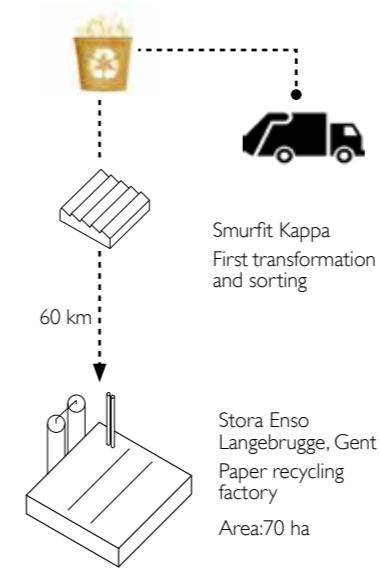 Smurfit Kappa
First transformation
and sorting
60 km
Stora Enso
Langebrugge, Gent
Paper recycling
factory
Area:70 ha